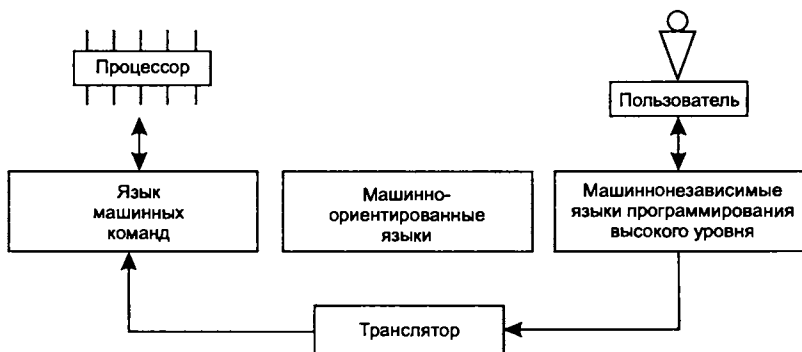 Процессор
Пользователь
Язык
машинных
команд
Машинно-
ориентированные
языки
Машиннонезависимые
языки программирования
высокого уровня
Транслятор